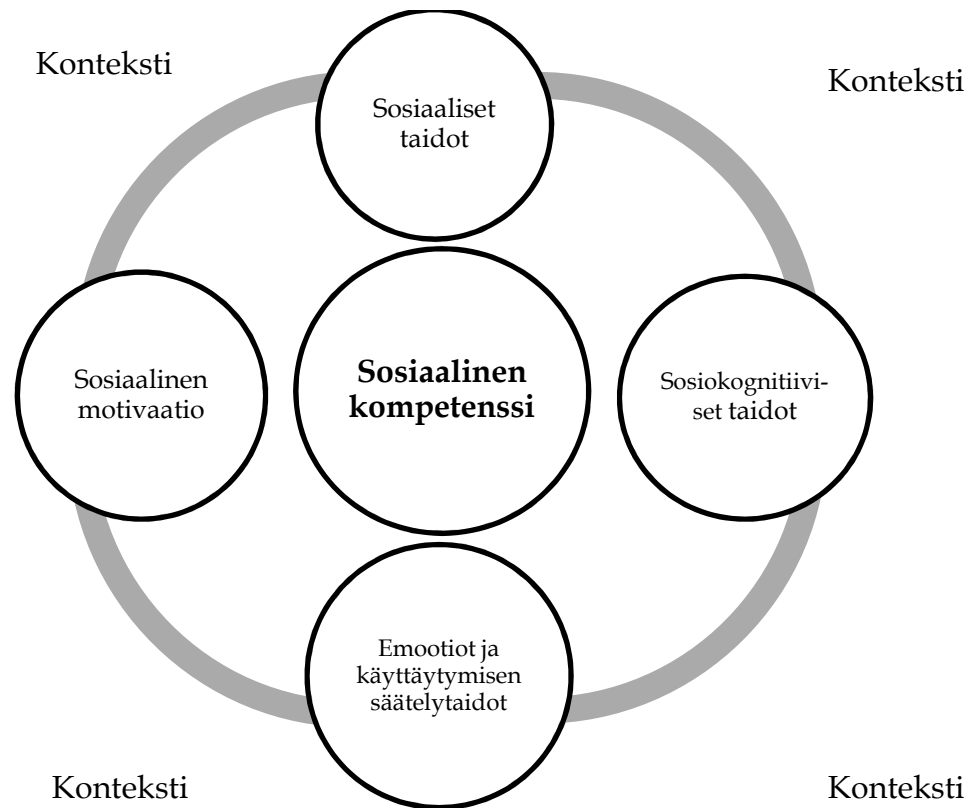 Konteksti
Konteksti
Sosiaaliset
taidot
Sosiaalinen
motivaatio
Sosiaalinen
kompetenssi
Sosiokognitiivi-
set taidot
Emootiot ja
käyttäytymisen
säätelytaidot
Konteksti
Konteksti